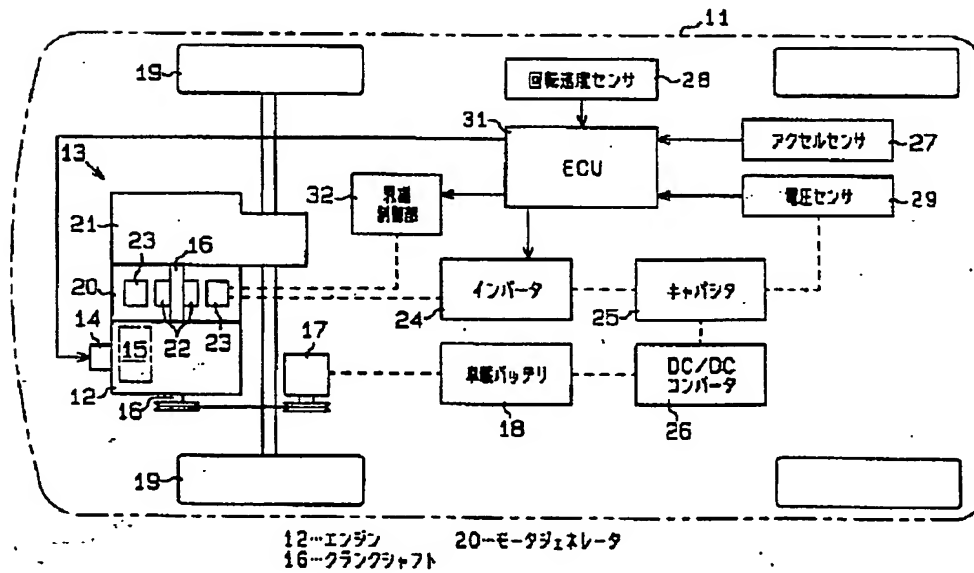 11
19
回転速度センサ
28
31
ECU
アクセルセンサ
27
13
32
界磁
制御部
電圧センサ
29
21
23
16
20
22
23
インバータ
24
キャパシタ
25
14
15
17
12
16
車載バッテリ
18
DC/DC
コンバータ
26
19
12…エンジン 20…モータジェネレータ
16…クランクシャフト